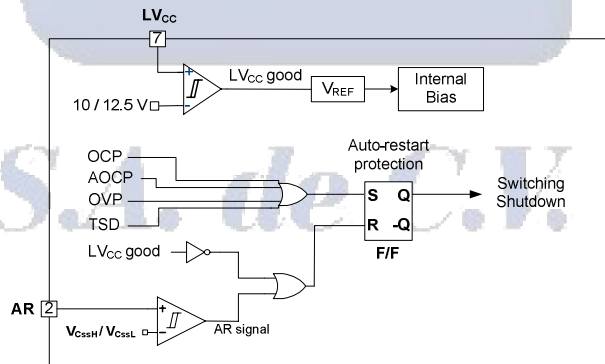 LVCC
7
+
LVCC good
VREF
Internal
Bias
10 / 12.5 V
-
OCP
AOCP
OVP
TSD
Auto-restart
protection
S Q
R -Q
F/F
Switching
Shutdown
LVCC good
AR 2
+
VCssH / VCssL
-
AR signal
S.A. de C.V.